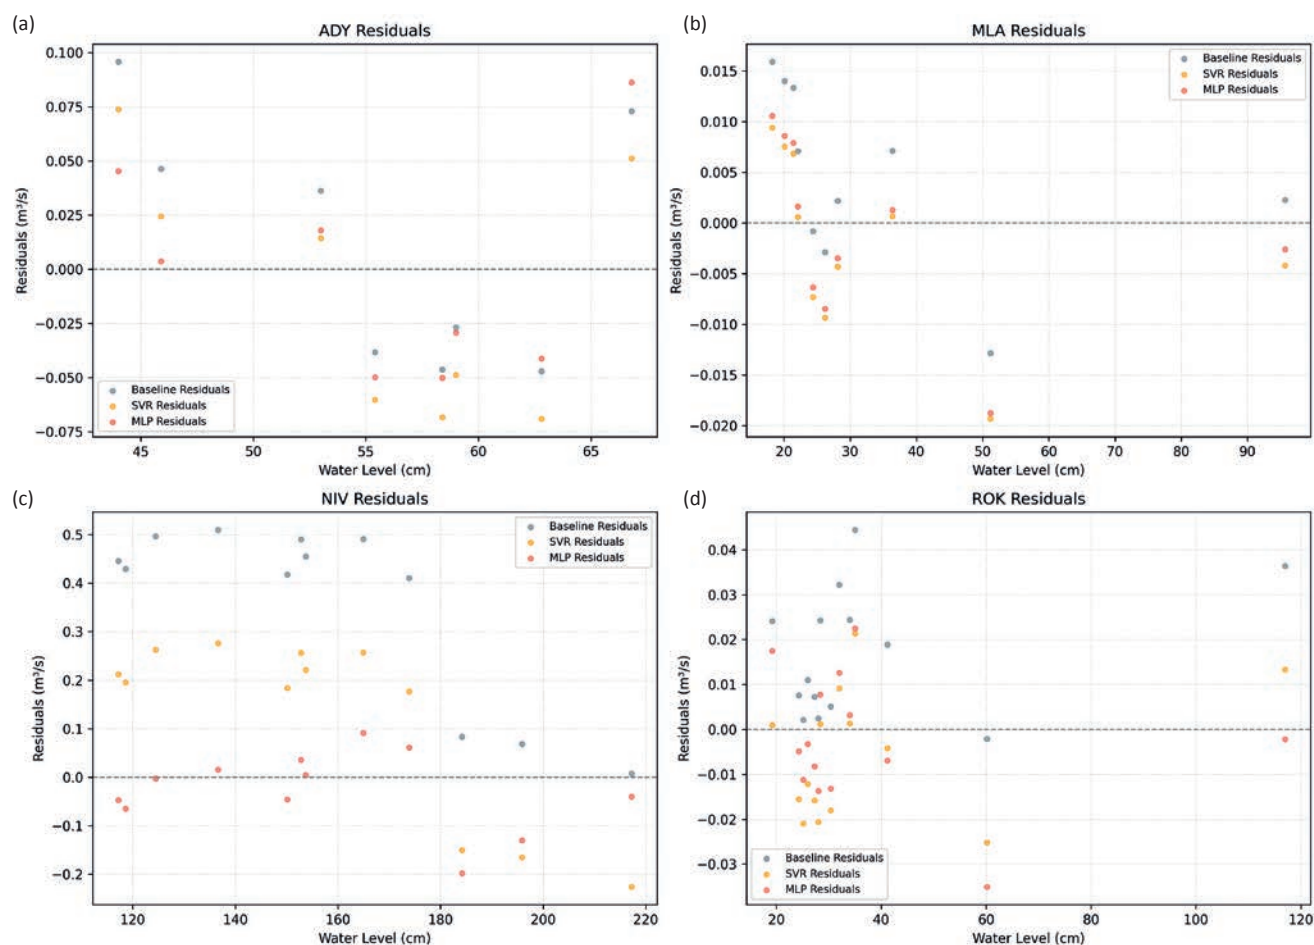 (a)
ADY Residuals
0.100
0.075
0.050
0.025
0.000
−0.025
−0.050
−0.075
Residuals (m³/s)
Baseline Residuals
SVR Residuals
MLP Residuals
45 50 55 60 65
Water Level (cm)
(b)
MLA Residuals
0.015
0.010
0.005
0.000
−0.005
−0.010
−0.015
−0.020
Residuals (m³/s)
Baseline Residuals
SVR Residuals
MLP Residuals
20 30 40 50 60 70 80 90
Water Level (cm)
(c)
NIV Residuals
0.5
0.4
0.3
0.2
0.1
0.0
−0.1
−0.2
Residuals (m³/s)
Baseline Residuals
SVR Residuals
MLP Residuals
120 140 160 180 200 220
Water Level (cm)
(d)
ROK Residuals
0.04
0.03
0.02
0.01
0.00
−0.01
−0.02
−0.03
Residuals (m³/s)
Baseline Residuals
SVR Residuals
MLP Residuals
20 40 60 80 100 120
Water Level (cm)